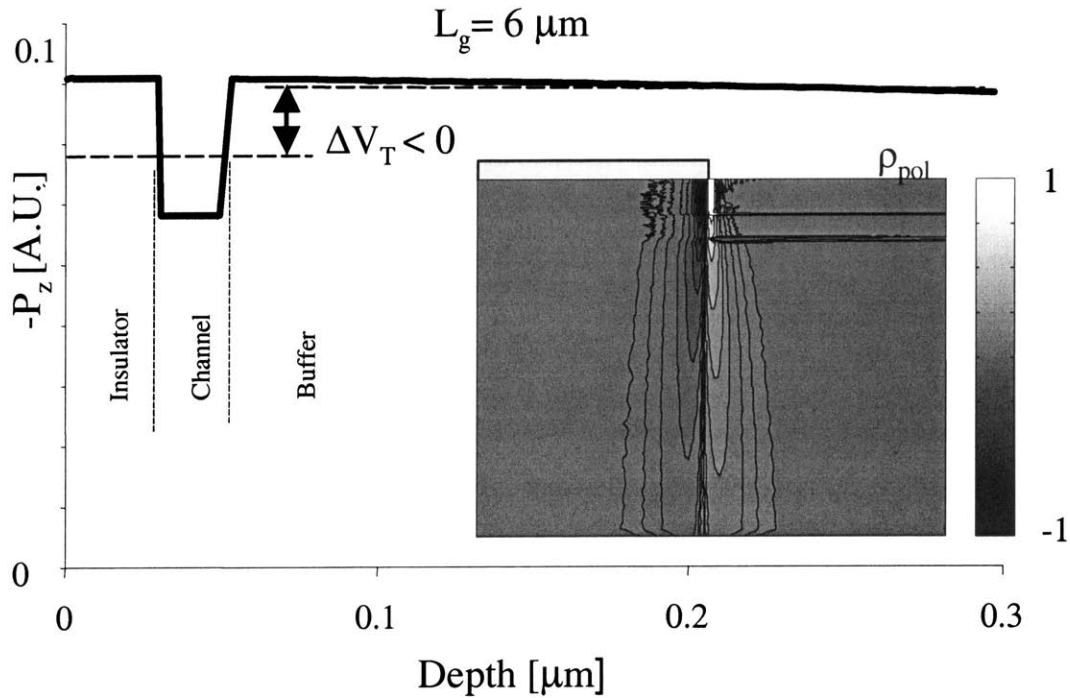 L_g= 6 μm
0.1
ΔV_T < 0
ρ_pol
1
-P_z [A.U.]
Insulator
Channel
Buffer
-1
0
0
0.1
0.2
0.3
Depth [μm]